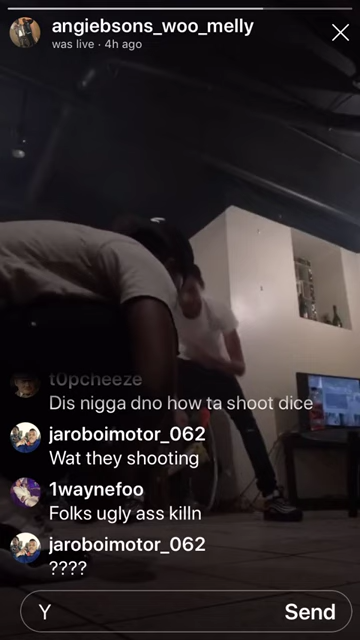 angiebsons_woo_melly
was live · 4h ago
t0pcheeze
Dis nigga dno how ta shoot dice
jaroboimotor_062
Wat they shooting
1waynefoo
Folks ugly ass killn
jaroboimotor_062
????
Y Send